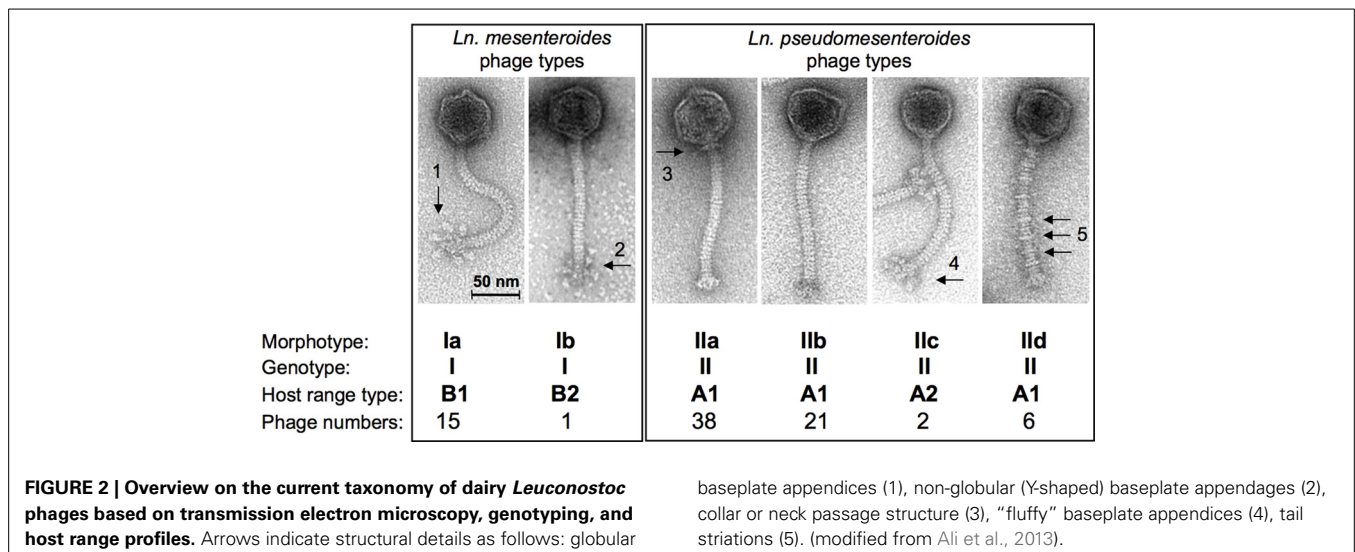 Ln. mesenteroides
phage types
Ln. pseudomesenteroides
phage types
1
50 nm
2
3
4
5
Morphotype: Ia Ib IIa IIb IIc IId
Genotype: I I II II II II
Host range type: B1 B2 A1 A1 A2 A1
Phage numbers: 15 1 38 21 2 6
FIGURE 2 | Overview on the current taxonomy of dairy Leuconostoc
phages based on transmission electron microscopy, genotyping, and
host range profiles. Arrows indicate structural details as follows: globular
baseplate appendices (1), non-globular (Y-shaped) baseplate appendages (2),
collar or neck passage structure (3), “fluffy” baseplate appendices (4), tail
striations (5). (modified from Ali et al., 2013).